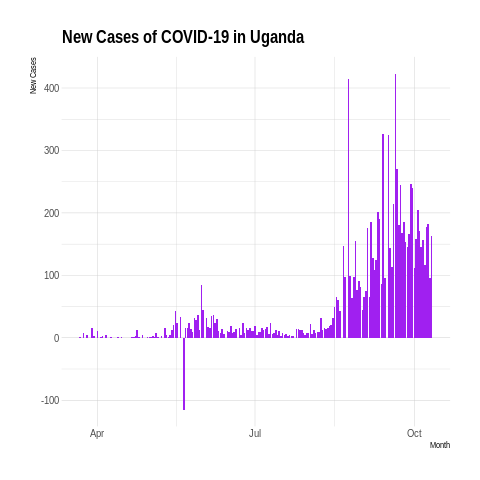 New Cases of COVID-19 in Uganda
New Cases
400
300
200
100
0
-100
Apr
Jul
Oct
Month